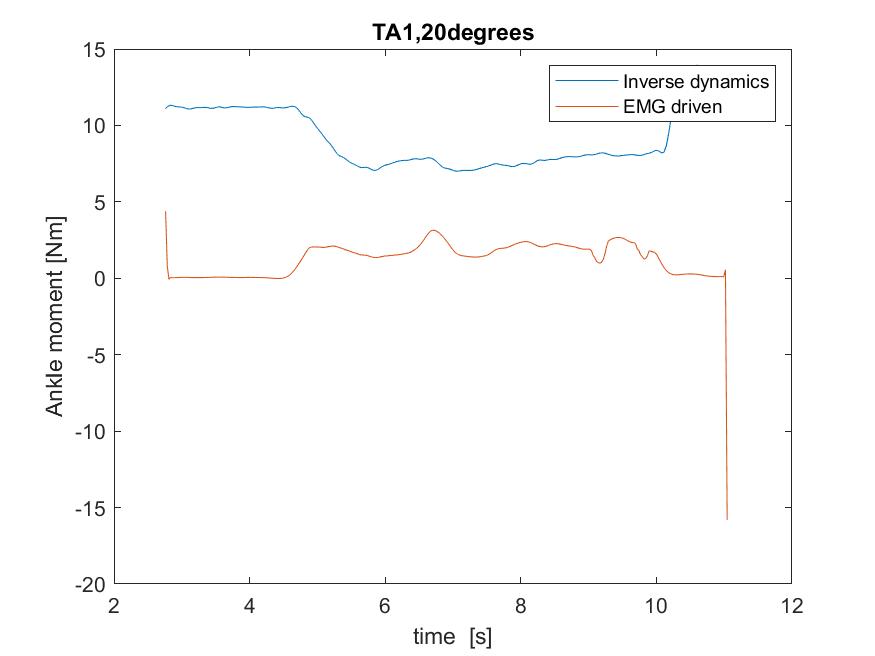 TA1,20degrees
15
10
5
0
-5
-10
-15
-20
Ankle moment [Nm]
Inverse dynamics
EMG driven
2 4 6 8 10 12
time [s]